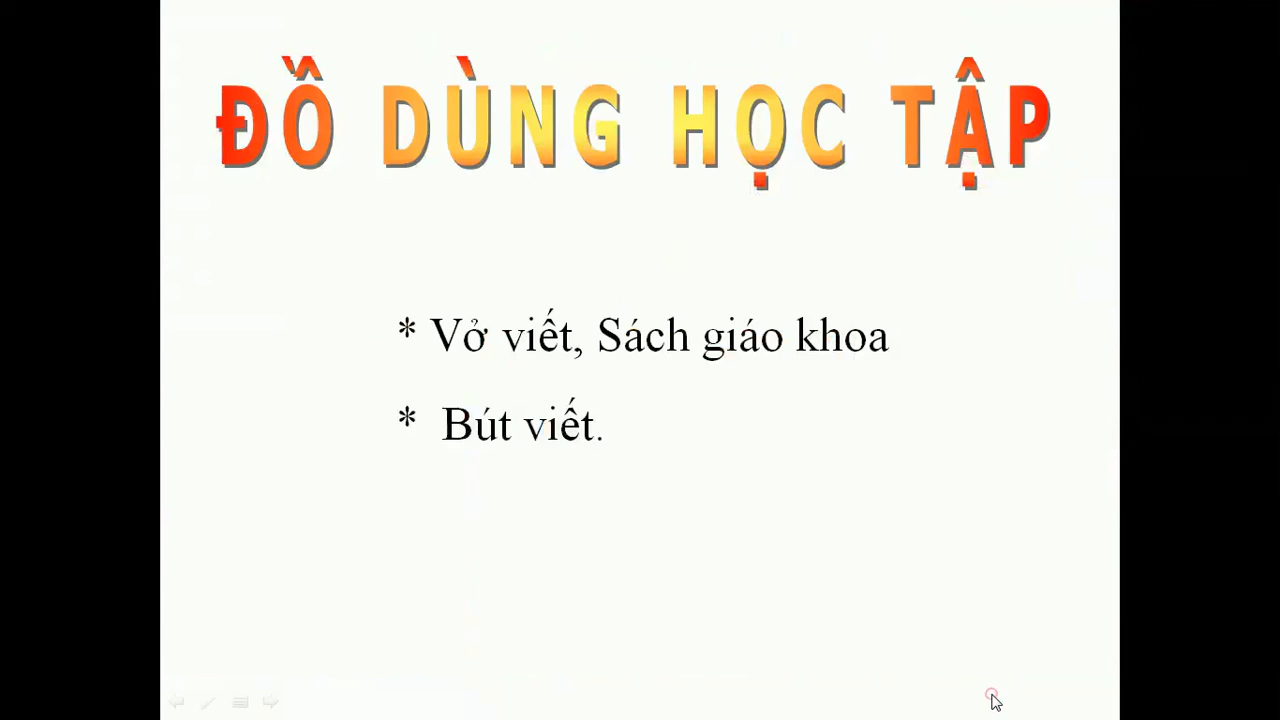 ĐỒ DÙNG HỌC TẬP
* Vở viết, Sách giáo khoa
* Bút viết.